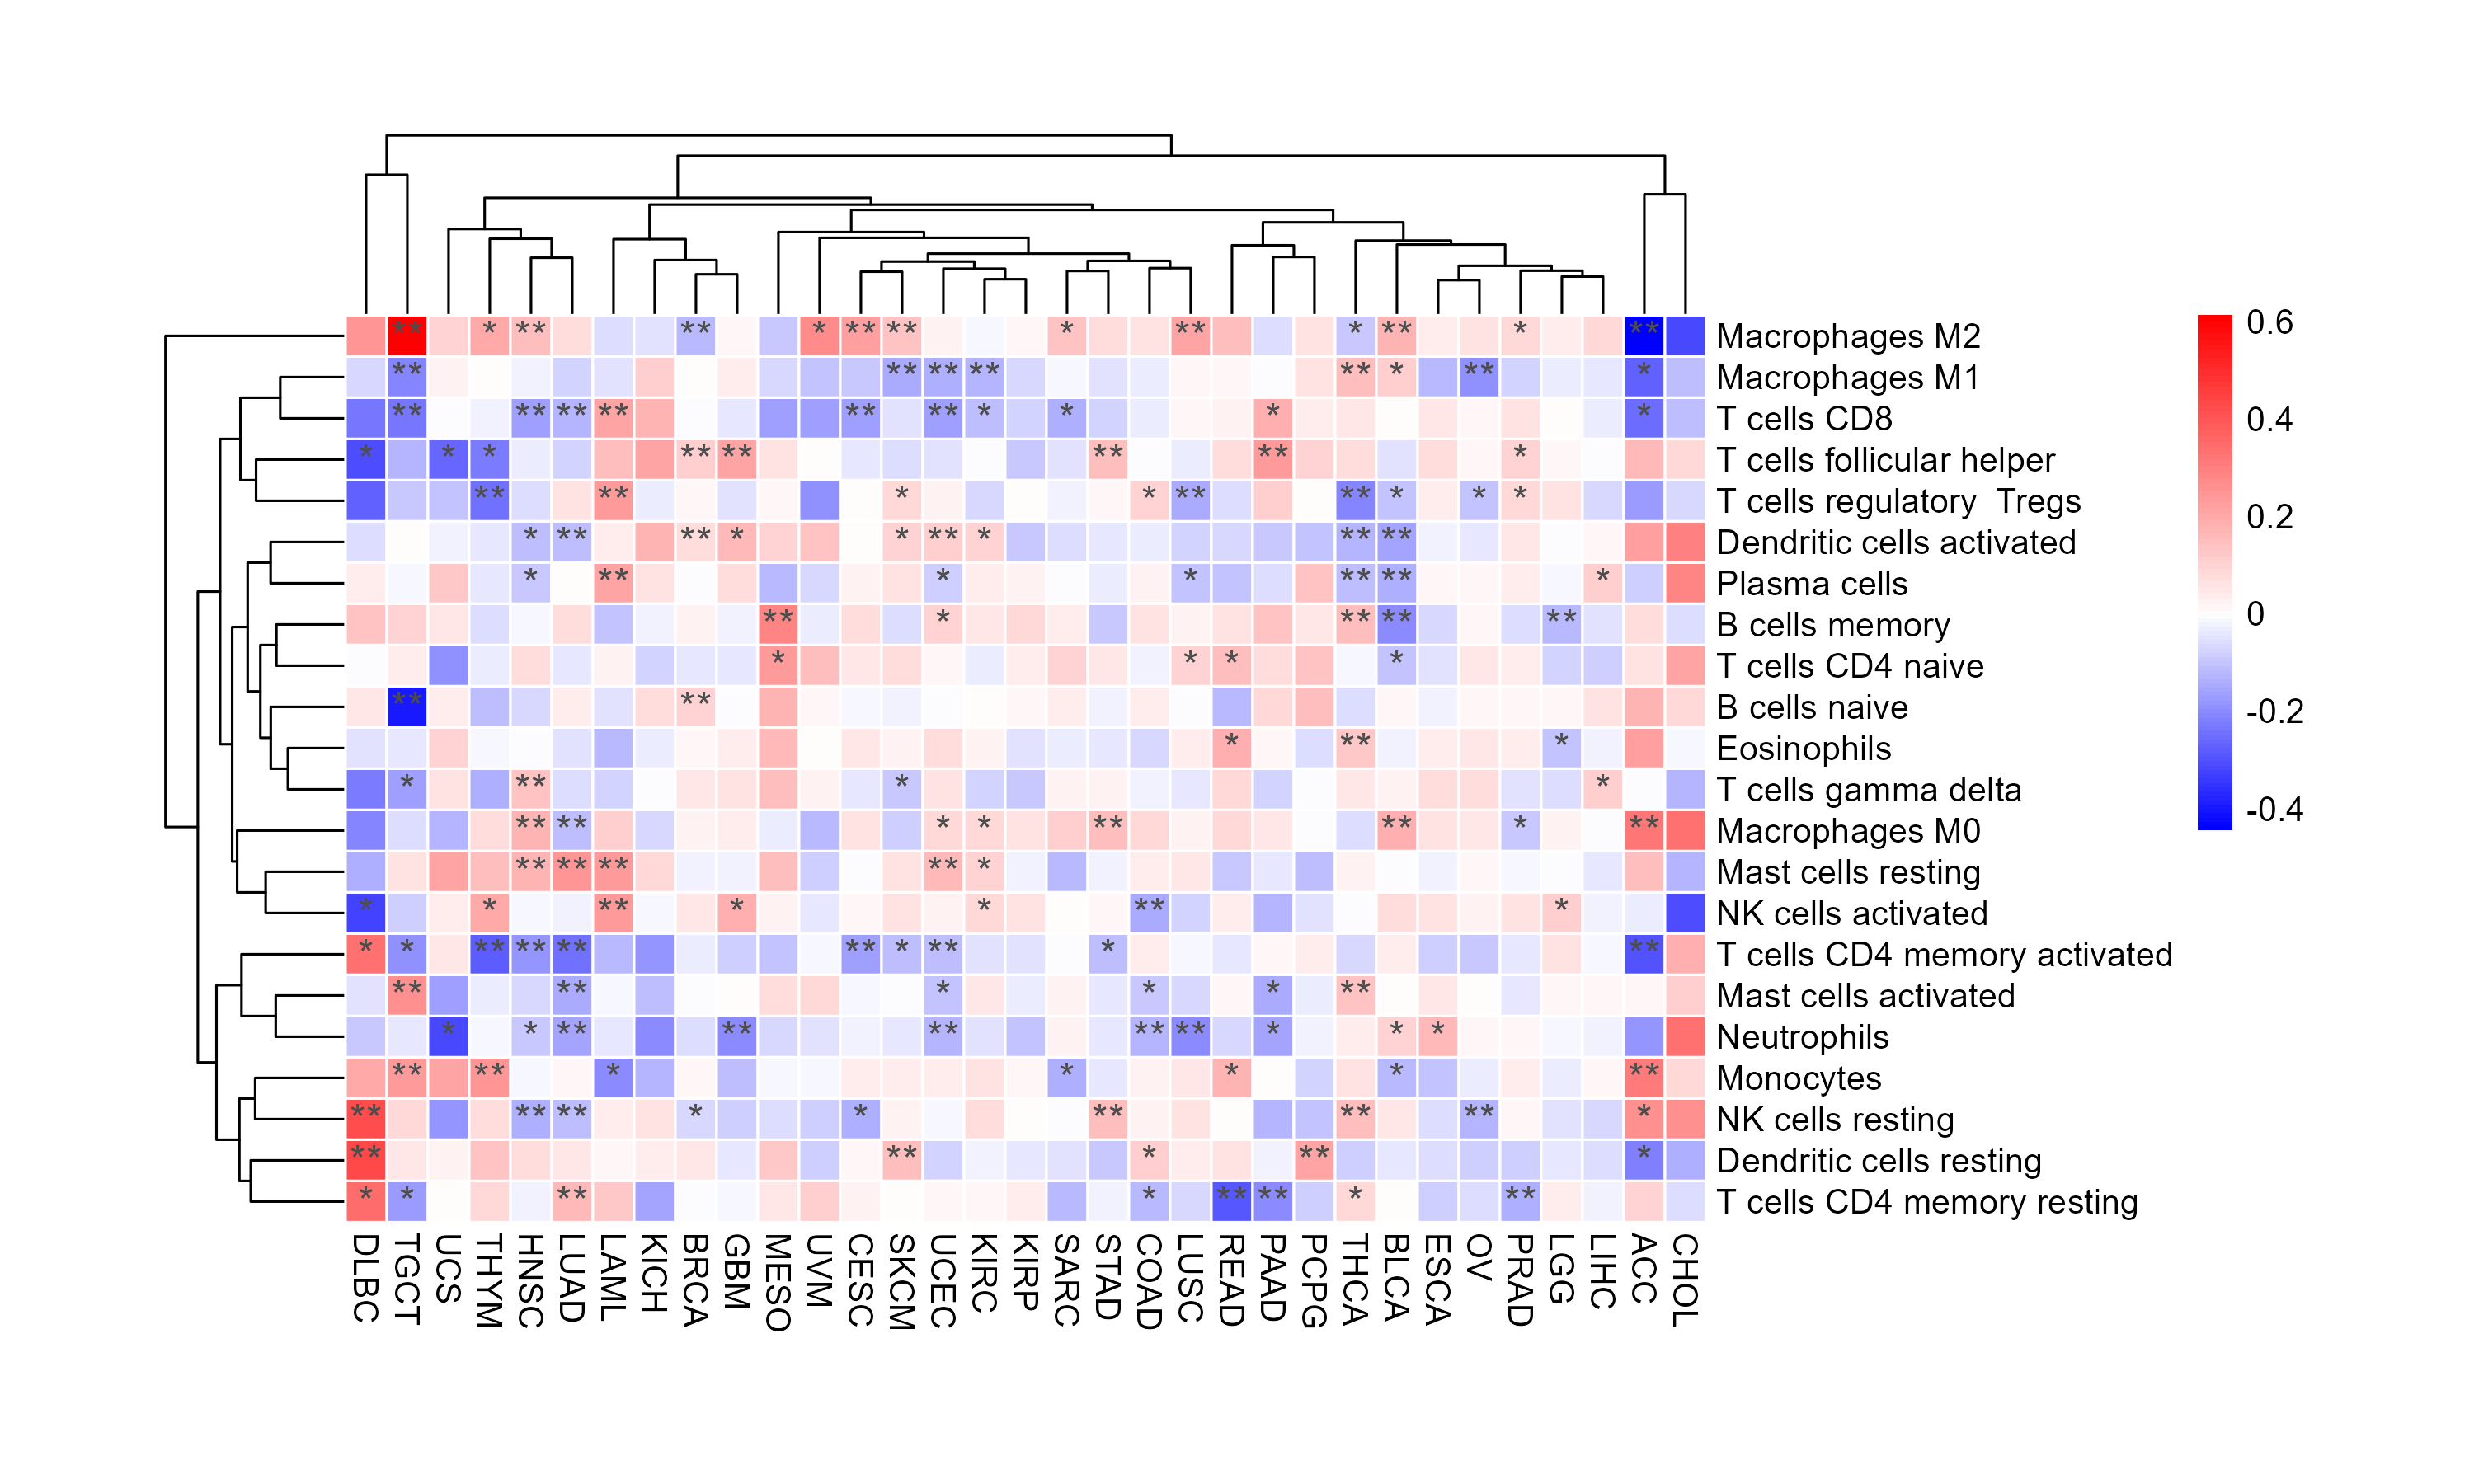 ** * ** ** * ** ** * ** * ** * **
Macrophages M2
** ** ** ** ** * ** *
Macrophages M1
** ** ** ** ** ** * * * *
T cells CD8
* * * ** ** ** ** *
T cells follicular helper
** ** * * ** ** * * *
T cells regulatory  Tregs
* ** ** * * ** * ** **
Dendritic cells activated
* ** * * ** ** *
Plasma cells
** * ** ** **
B cells memory
* * * *
T cells CD4 naive
** **
B cells naive
* ** *
Eosinophils
* ** * *
T cells gamma delta
** ** * * ** ** * **
Macrophages M0
** ** ** ** *
Mast cells resting
* * ** * * ** *
NK cells activated
* * ** ** ** ** * ** * **
T cells CD4 memory activated
** ** * * * **
Mast cells activated
* * ** ** ** ** ** * * *
Neutrophils
** ** * * * * **
Monocytes
** ** ** * * ** ** ** *
NK cells resting
** ** * ** *
Dendritic cells resting
* * ** * ** ** * **
T cells CD4 memory resting
DLBC
TGCT
UCS
THYM
HNSC
LUAD
LAML
KICH
BRCA
GBM
MESO
UVM
CESC
SKCM
UCEC
KIRC
KIRP
SARC
STAD
COAD
LUSC
READ
PAAD
PCPG
THCA
BLCA
ESCA
OV
PRAD
LGG
LIHC
ACC
CHOL
0.6
0.4
0.2
0
-0.2
-0.4